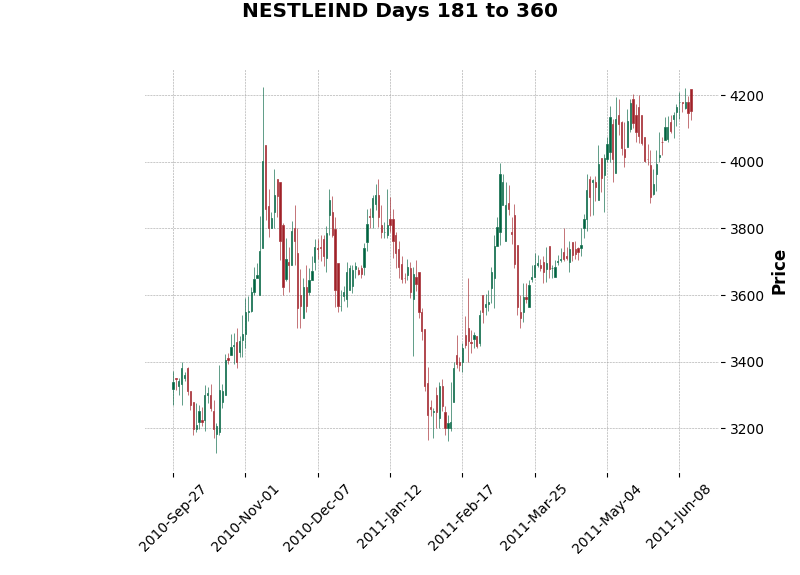 NESTLEIND Days 181 to 360
4200
4000
3800
3600
3400
3200
Price
2010-Sep-27
2010-Nov-01
2010-Dec-07
2011-Jan-12
2011-Feb-17
2011-Mar-25
2011-May-04
2011-Jun-08